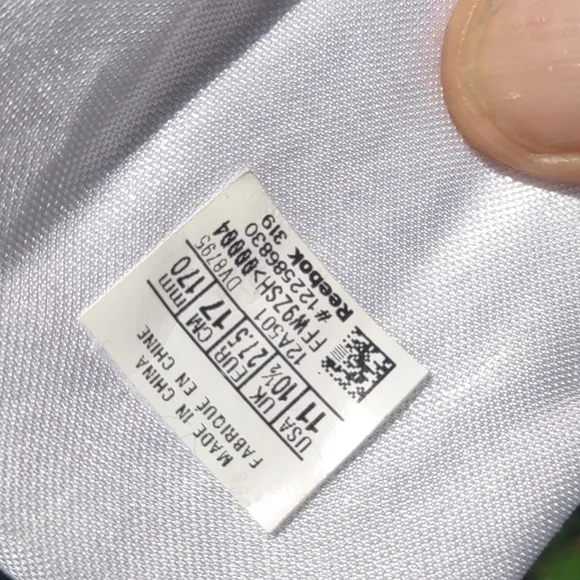 Reebok 319
#122586830
FFW9ZSH>00004
12A501 DV8795
11 10½ 27.5 17 170
USA UK EUR CM mm
MADE IN CHINA
FABRIQUE EN CHINE